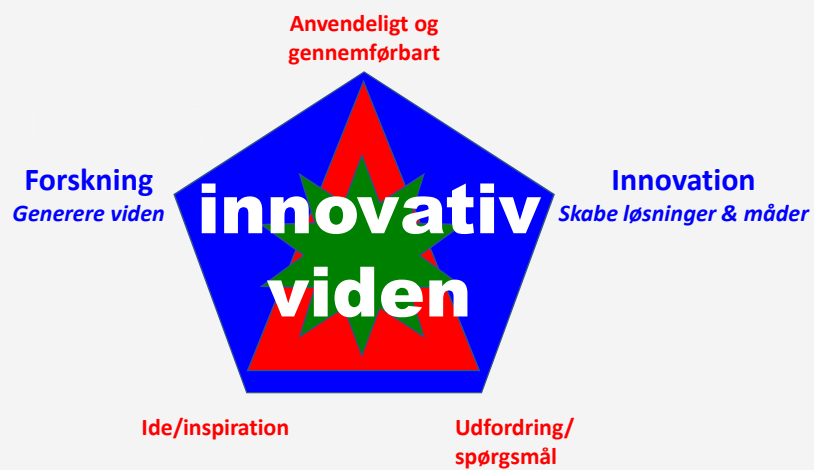 Anvendeligt og
gennemførbart
Forskning
Generere viden
Innovation
Skabe løsninger & måder
innovativ
viden
Ide/inspiration
Udfordring/
spørgsmål